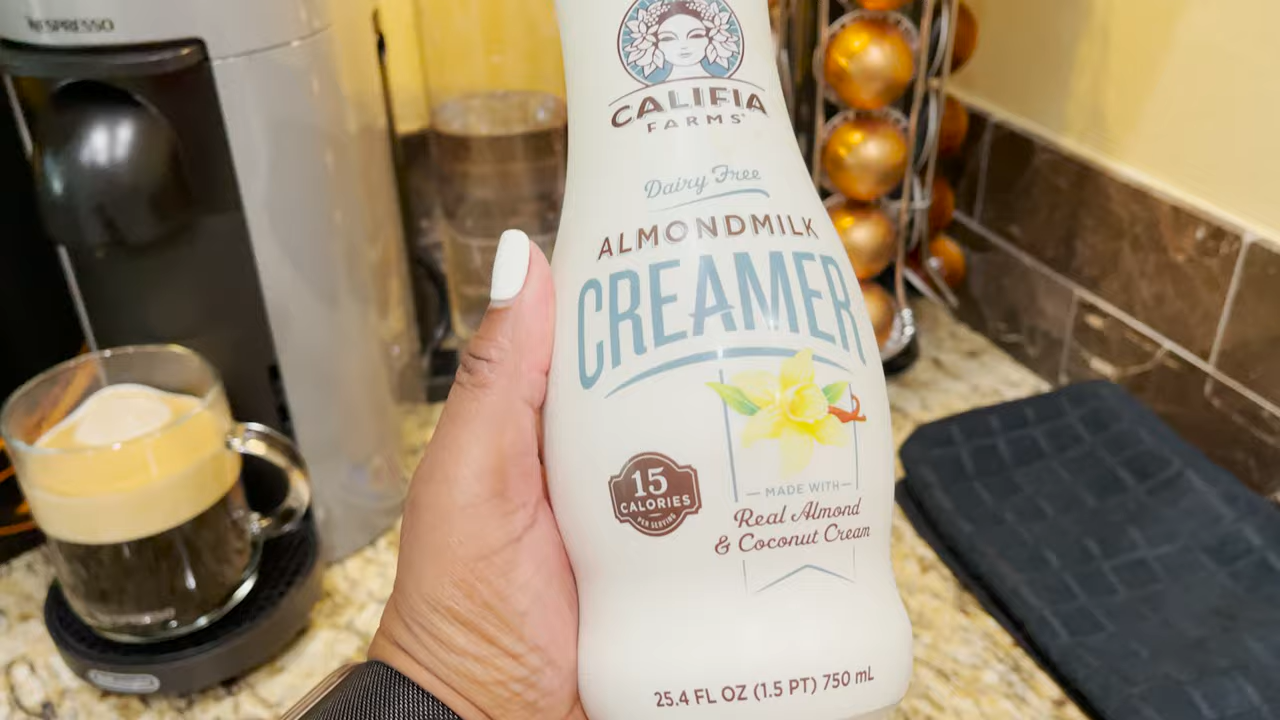 NESPRESSO
CALIFIA
FARMS
Dairy Free
ALMONDMILK
CREAMER
15
CALORIES
PER SERVING
MADE WITH
Real Almond
& Coconut Cream
25.4 FL OZ (1.5 PT) 750 mL